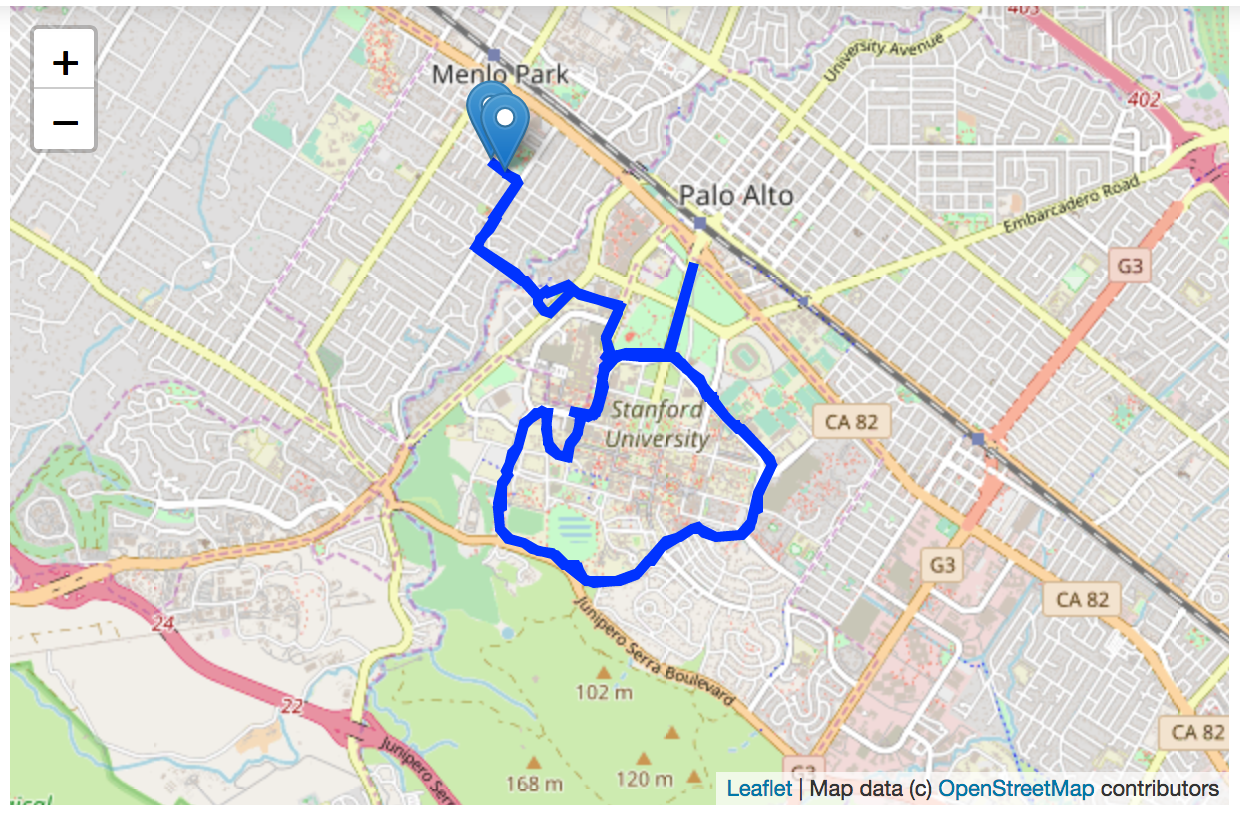 +
−
403
University Avenue
Menlo Park
402
Palo Alto
Embarcadero Road
G3
Stanford
University
CA 82
G3
CA 82
24
Junipero Serra Boulevard
102 m
22
CA 82
Junipero Ser
168 m
120 m
G3
Leaflet | Map data (c) OpenStreetMap contributors